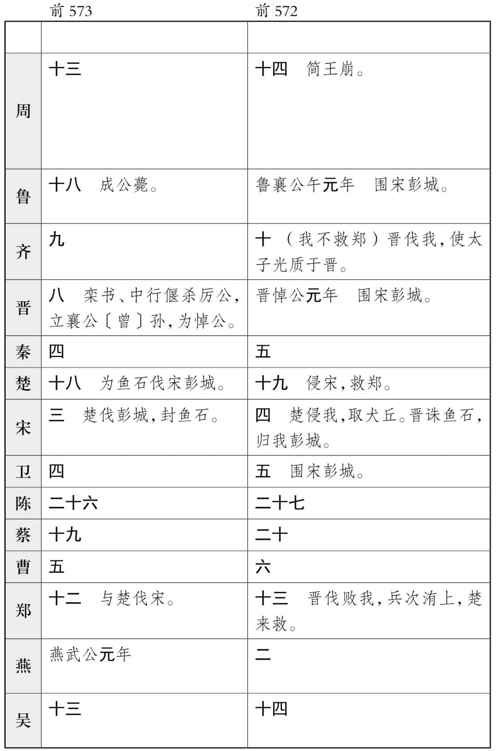 前 573 前 572
周 十三 十四 简王崩。
鲁 十八 成公薨。 鲁襄公午元年 围宋彭城。
齐 九 十 （我不救郑）晋伐我，使太
子光质于晋。
晋 八 栾书、中行偃杀厉公， 晋悼公元年 围宋彭城。
立襄公〔曾〕孙，为悼公。
秦 四 五
楚 十八 为鱼石伐宋彭城。 十九 侵宋，救郑。
宋 三 楚伐彭城，封鱼石。 四 楚侵我，取犬丘。晋诛鱼石，
归我彭城。
卫 四 五 围宋彭城。
陈 二十六 二十七
蔡 十九 二十
曹 五 六
郑 十二 与楚伐宋。 十三 晋伐败我，兵次洧上，楚
来救。
燕 燕武公元年 二
吴 十三 十四